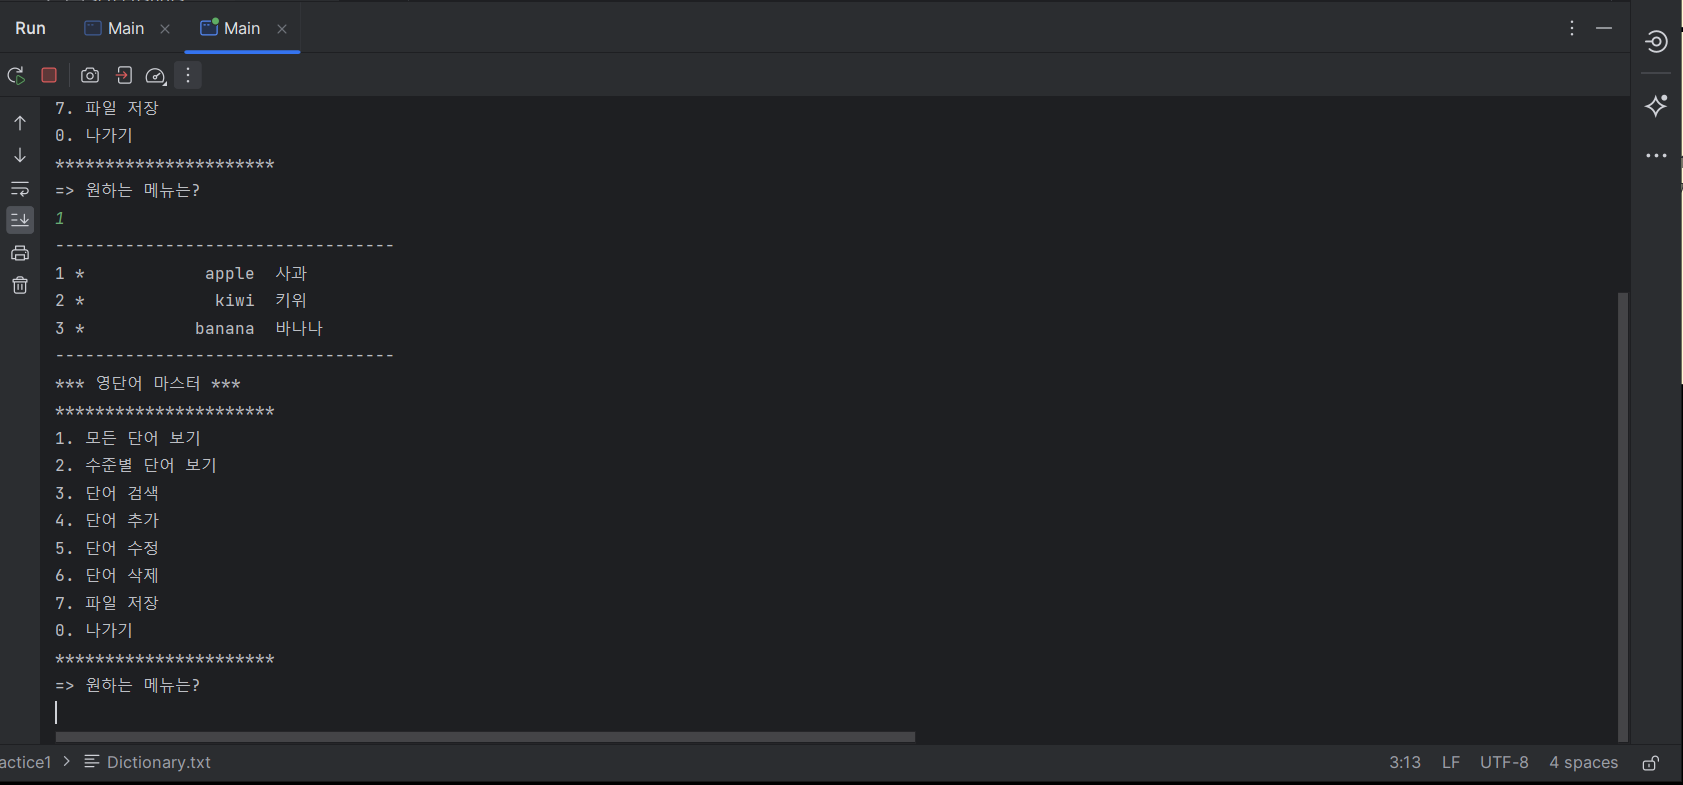 Run Main Main
7. 파일 저장
0. 나가기
**********************
=> 원하는 메뉴는?
1
----------------------------------
1 *            apple  사과
2 *             kiwi  키위
3 *           banana  바나나
----------------------------------
*** 영단어 마스터 ***
**********************
1. 모든 단어 보기
2. 수준별 단어 보기
3. 단어 검색
4. 단어 추가
5. 단어 수정
6. 단어 삭제
7. 파일 저장
0. 나가기
**********************
=> 원하는 메뉴는?
actice1 > Dictionary.txt 3:13 LF UTF-8 4 spaces